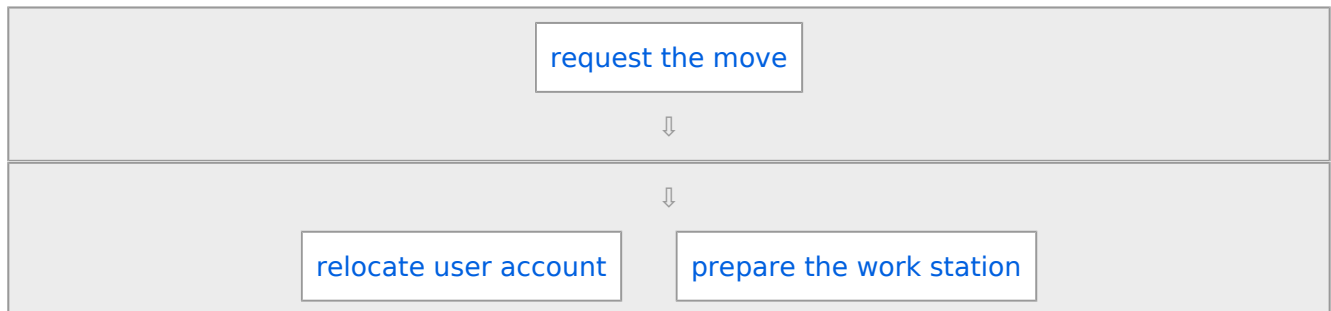 request the move
⇩
⇩
relocate user account prepare the work station